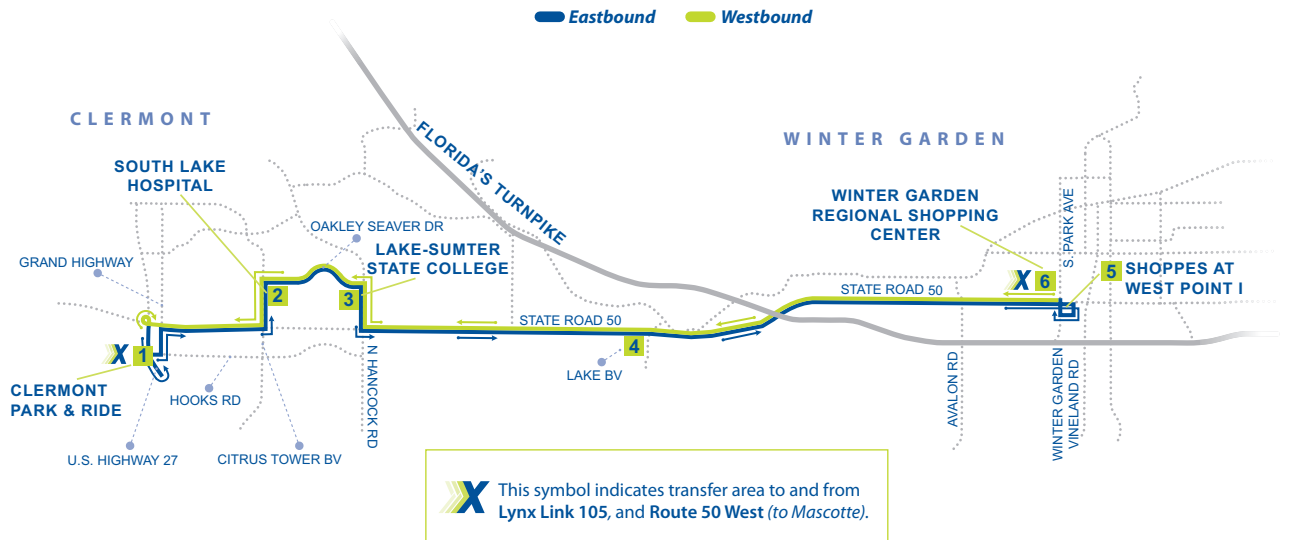 Eastbound
Westbound
CLERMONT
WINTER GARDEN
FLORIDA'S TURNPIKE
SOUTH LAKE
HOSPITAL
OAKLEY SEAVER DR
LAKE-SUMTER
STATE COLLEGE
GRAND HIGHWAY
WINTER GARDEN
REGIONAL SHOPPING
CENTER
S. PARK AVE
X
6
5
SHOPPES AT
WEST POINT I
2
3
STATE ROAD 50
STATE ROAD 50
X
1
4
CLERMONT
PARK & RIDE
HOOKS RD
LAKE BV
N HANCOCK RD
AVALON RD
WINTER GARDEN
VINELAND RD
U.S. HIGHWAY 27
CITRUS TOWER BV
X
This symbol indicates transfer area to and from
Lynx Link 105, and Route 50 West (to Mascotte).